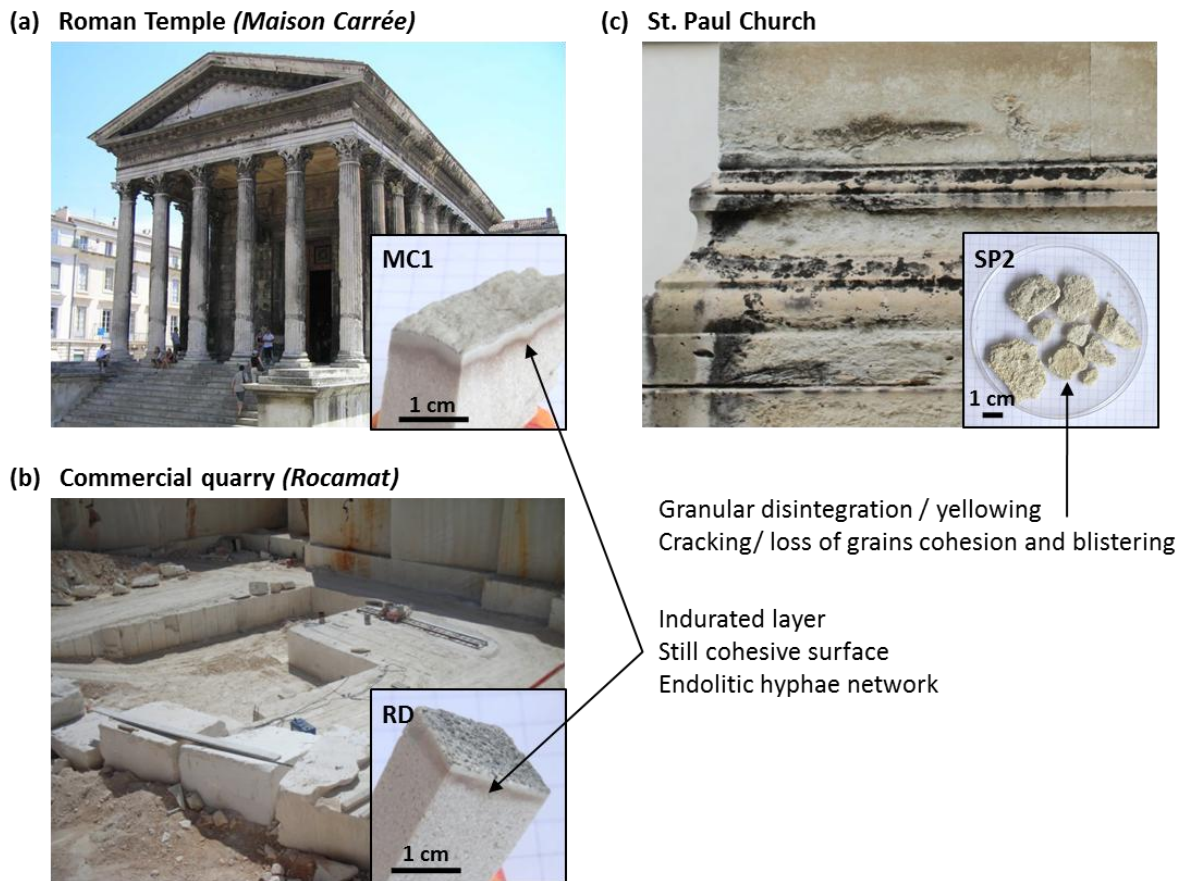 (a) Roman Temple (Maison Carrée)
MC1
1 cm
(c) St. Paul Church
SP2
1 cm
Granular disintegration / yellowing
Cracking/ loss of grains cohesion and blistering
Indurated layer
Still cohesive surface
Endolitic hyphae network
(b) Commercial quarry (Rocamat)
RD
1 cm